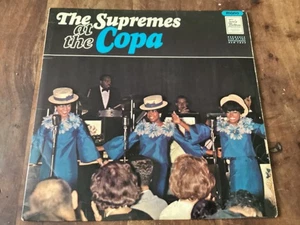 The Supremes
at
the Copa